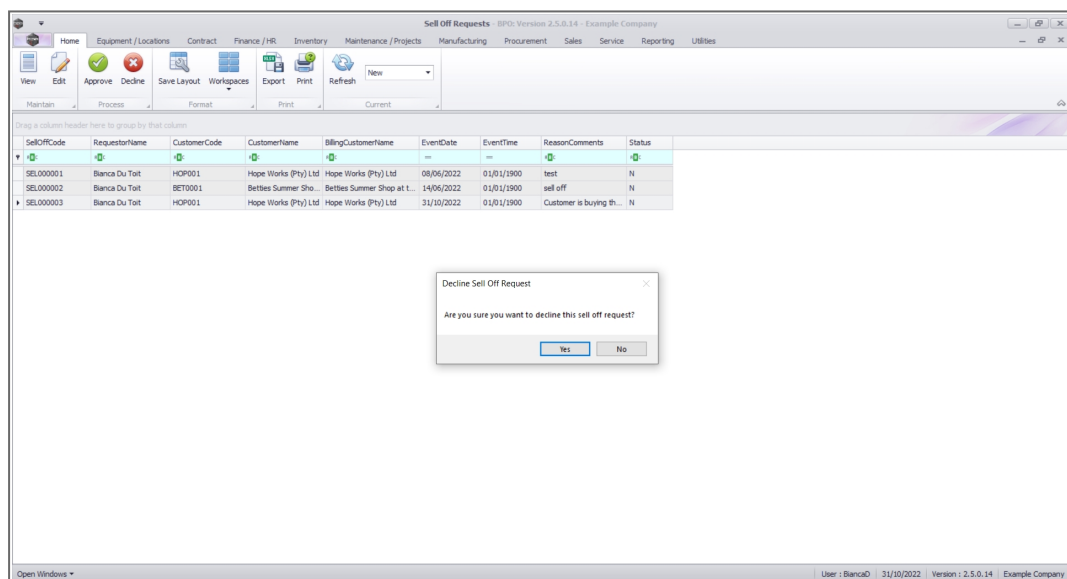 Sell Off Requests - BPO: Version 2.5.0.14 - Example Company
Home Equipment / Locations Contract Finance / HR Inventory Maintenance / Projects Manufacturing Procurement Sales Service Reporting Utilities
View Edit Approve Decline Save Layout Workspaces Export Print Refresh New
Maintain Process Format Print Current
Drag a column header here to group by that column
SellOffCode RequestorName CustomerCode CustomerName BillingCustomerName EventDate EventTime ReasonComments Status
SEL000001 Bianca Du Toit HOP001 Hope Works (Pty) Ltd Hope Works (Pty) Ltd 08/06/2022 01/01/1900 test N
SEL000002 Bianca Du Toit BET0001 Betties Summer Sho... Betties Summer Shop at t... 14/06/2022 01/01/1900 sell off N
SEL000003 Bianca Du Toit HOP001 Hope Works (Pty) Ltd Hope Works (Pty) Ltd 31/10/2022 01/01/1900 Customer is buying th... N
Decline Sell Off Request
Are you sure you want to decline this sell off request?
Yes No
Open Windows User : BiancaD 31/10/2022 Version : 2.5.0.14 Example Company